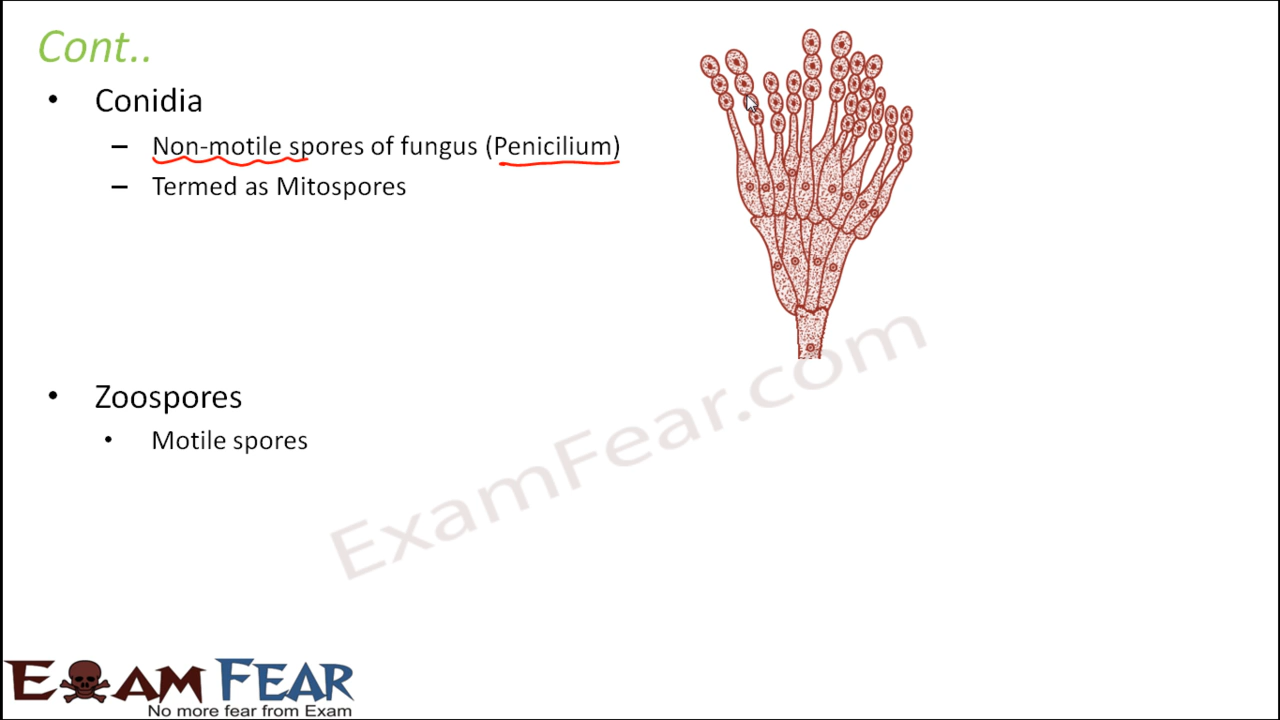 Cont..
• Conidia
– Non-motile spores of fungus (Penicilium)
– Termed as Mitospores
• Zoospores
• Motile spores
ExamFear.com
EXAM FEAR
No more fear from Exam